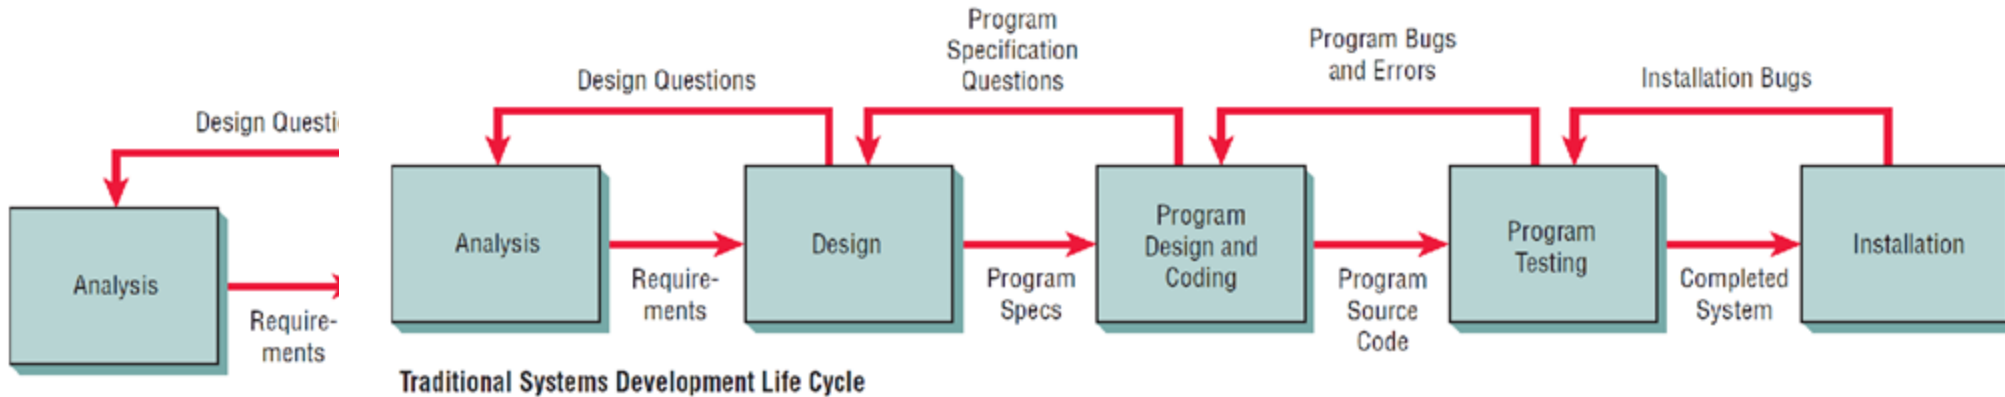 Design Questi
Analysis
Require-
ments
Design Questions
Program
Specification
Questions
Program Bugs
and Errors
Installation Bugs
Analysis
Require-
ments
Design
Program
Specs
Program
Design and
Coding
Program
Source
Code
Program
Testing
Completed
System
Installation
Traditional Systems Development Life Cycle